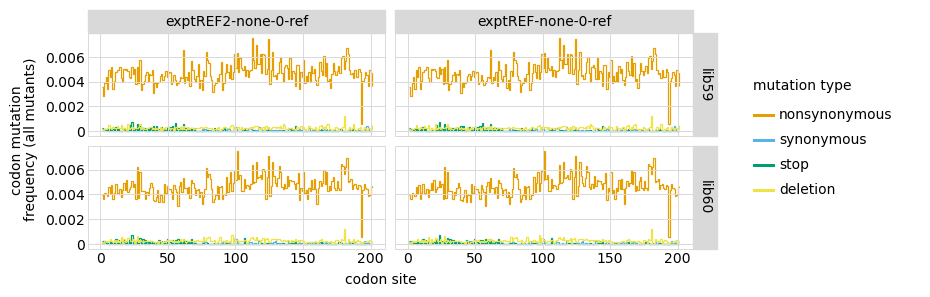 exptREF2-none-0-ref
exptREF-none-0-ref
codon mutation
frequency (all mutants)
0.006
0.004
0.002
0
lib59
0.006
0.004
0.002
0
lib60
0
50
100
150
200
0
50
100
150
200
codon site
mutation type
nonsynonymous
synonymous
stop
deletion